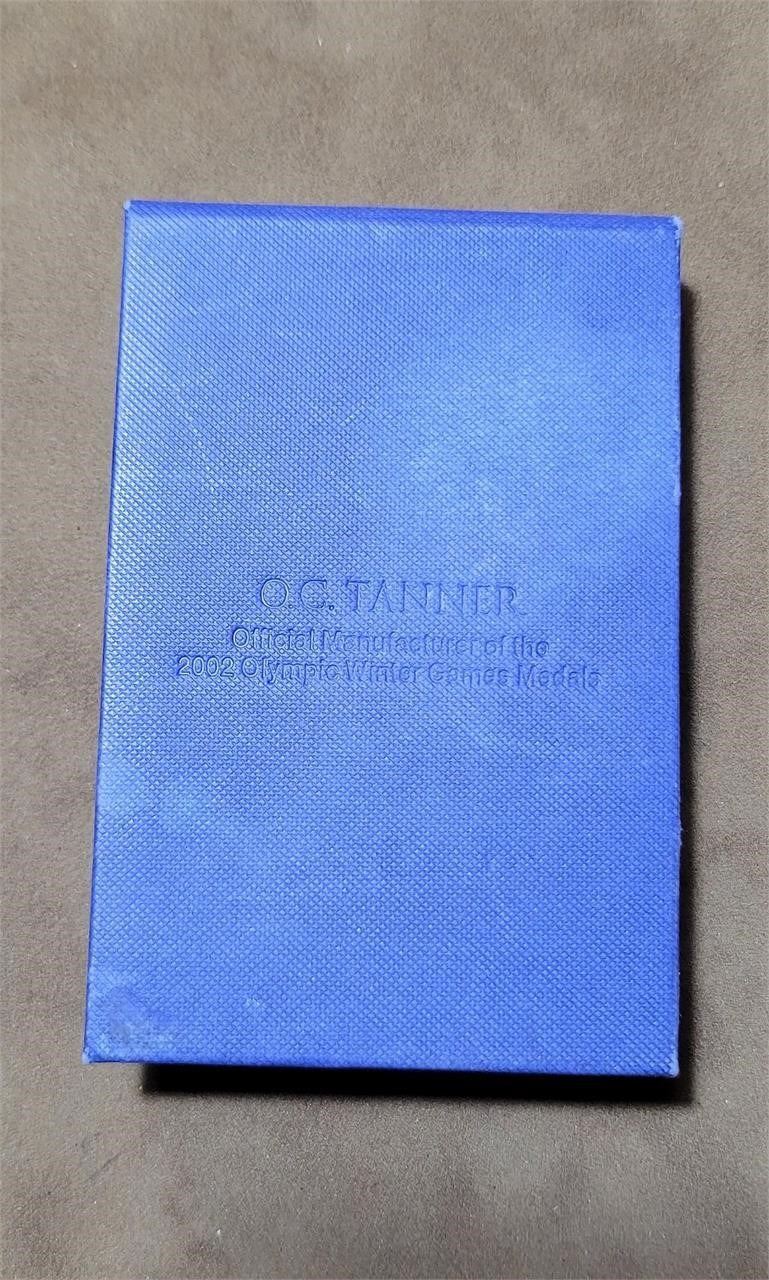 O.C. TANNER
Official Manufacturer of the
2002 Olympic Winter Games Medals